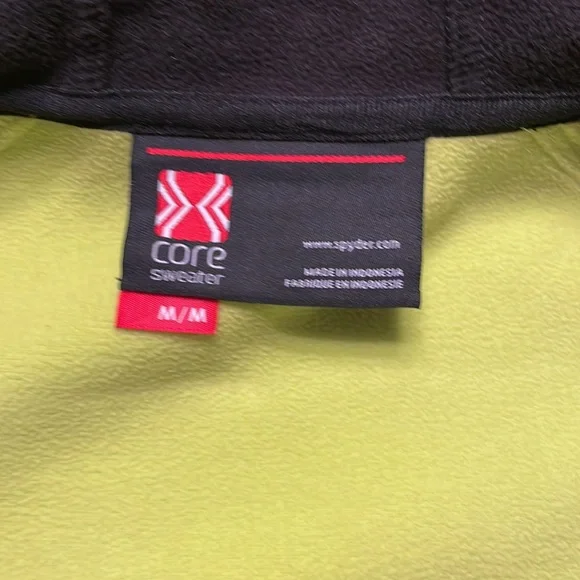 core
sweater
www.spyder.com
MADE IN INDONESIA
FABRIQUE EN INDONESIE
M/M